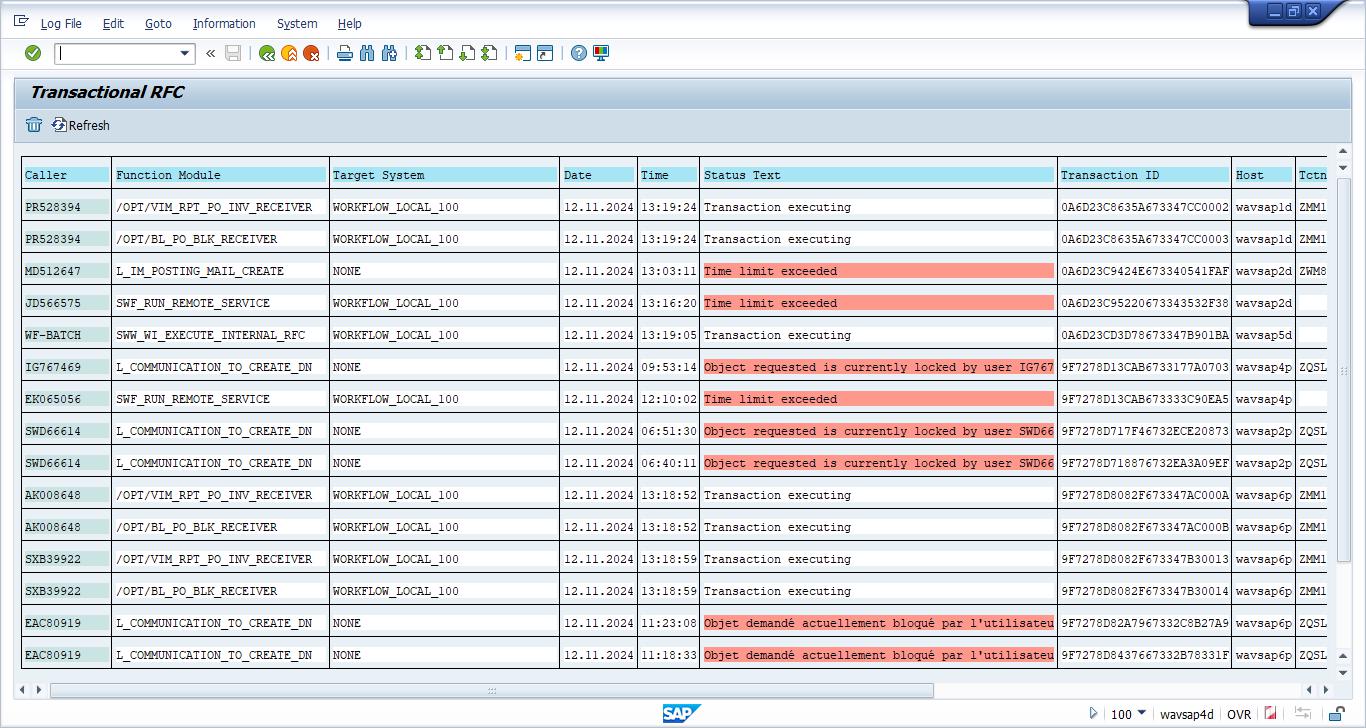 Log File Edit Goto Information System Help
Transactional RFC
Refresh
Caller Function Module Target System Date Time Status Text Transaction ID Host Tctn
PR528394 /OPT/VIM_RPT_PO_INV_RECEIVER WORKFLOW_LOCAL_100 12.11.2024 13:19:24 Transaction executing 0A6D23C8635A673347CC0002 wavsap1d ZMM1
PR528394 /OPT/BL_PO_BLK_RECEIVER WORKFLOW_LOCAL_100 12.11.2024 13:19:24 Transaction executing 0A6D23C8635A673347CC0003 wavsap1d ZMM1
MD512647 L_IM_POSTING_MAIL_CREATE NONE 12.11.2024 13:03:11 Time limit exceeded 0A6D23C9424E673340541FAF wavsap2d ZWM8
JD566575 SWF_RUN_REMOTE_SERVICE WORKFLOW_LOCAL_100 12.11.2024 13:16:20 Time limit exceeded 0A6D23C95220673343532F38 wavsap2d
WF-BATCH SWW_WI_EXECUTE_INTERNAL_RFC WORKFLOW_LOCAL_100 12.11.2024 13:19:05 Transaction executing 0A6D23CD3D78673347B901BA wavsap5d
IG767469 L_COMMUNICATION_TO_CREATE_DN NONE 12.11.2024 09:53:14 Object requested is currently locked by user IG767 9F7278D13CAB6733177A0703 wavsap4p ZQSL
EK065056 SWF_RUN_REMOTE_SERVICE WORKFLOW_LOCAL_100 12.11.2024 12:10:02 Time limit exceeded 9F7278D13CAB673333C90EA5 wavsap4p
SWD66614 L_COMMUNICATION_TO_CREATE_DN NONE 12.11.2024 06:51:30 Object requested is currently locked by user SWD66 9F7278D717F46732ECE20873 wavsap2p ZQSL
SWD66614 L_COMMUNICATION_TO_CREATE_DN NONE 12.11.2024 06:40:11 Object requested is currently locked by user SWD66 9F7278D718876732EA3A09EF wavsap2p ZQSL
AK008648 /OPT/VIM_RPT_PO_INV_RECEIVER WORKFLOW_LOCAL_100 12.11.2024 13:18:52 Transaction executing 9F7278D8082F673347AC000A wavsap6p ZMM1
AK008648 /OPT/BL_PO_BLK_RECEIVER WORKFLOW_LOCAL_100 12.11.2024 13:18:52 Transaction executing 9F7278D8082F673347AC000B wavsap6p ZMM1
SXB39922 /OPT/VIM_RPT_PO_INV_RECEIVER WORKFLOW_LOCAL_100 12.11.2024 13:18:59 Transaction executing 9F7278D8082F673347B30013 wavsap6p ZMM1
SXB39922 /OPT/BL_PO_BLK_RECEIVER WORKFLOW_LOCAL_100 12.11.2024 13:18:59 Transaction executing 9F7278D8082F673347B30014 wavsap6p ZMM1
EAC80919 L_COMMUNICATION_TO_CREATE_DN NONE 12.11.2024 11:23:08 Objet demandé actuellement bloqué par l'utilisateu 9F7278D82A7967332C8B27A9 wavsap6p ZQSL
EAC80919 L_COMMUNICATION_TO_CREATE_DN NONE 12.11.2024 11:18:33 Objet demandé actuellement bloqué par l'utilisateu 9F7278D8437667332B78331F wavsap6p ZQSL
SAP 100 wavsap4d OVR